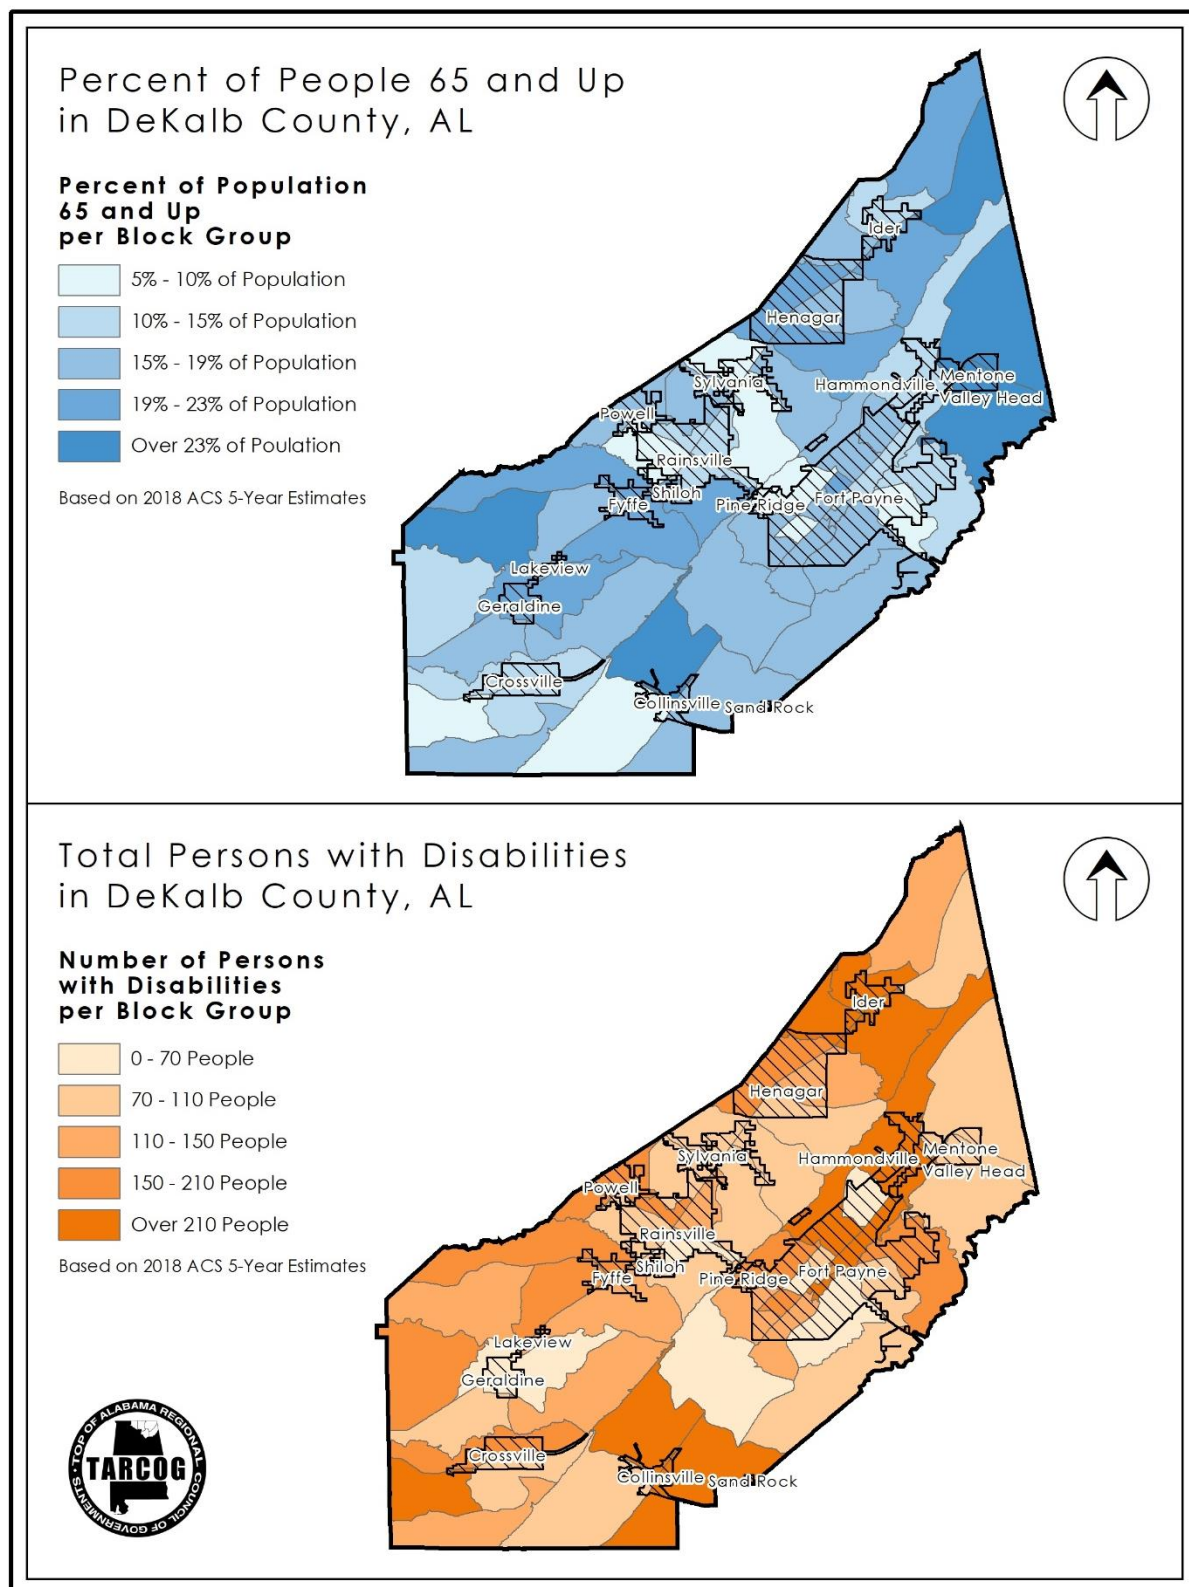 Percent of People 65 and Up
in DeKalb County, AL
Percent of Population
65 and Up
per Block Group
5% - 10% of Population
10% - 15% of Population
15% - 19% of Population
19% - 23% of Population
Over 23% of Poulation
Based on 2018 ACS 5-Year Estimates
Ider
Henagar
Sylvania
Hammondville
Mentone
Valley Head
Powell
Rainsville
Shiloh
Fyffe
Pine Ridge
Fort Payne
Lakeview
Geraldine
Crossville
Collinsville
Sand Rock
Total Persons with Disabilities
in DeKalb County, AL
Number of Persons
with Disabilities
per Block Group
0 - 70 People
70 - 110 People
110 - 150 People
150 - 210 People
Over 210 People
Based on 2018 ACS 5-Year Estimates
Ider
Henagar
Sylvania
Hammondville
Mentone
Valley Head
Powell
Rainsville
Shiloh
Fyffe
Pine Ridge
Fort Payne
Lakeview
Geraldine
Crossville
Collinsville
Sand Rock
TOP OF ALABAMA REGIONAL COUNCIL OF GOVERNMENTS
TARCOG